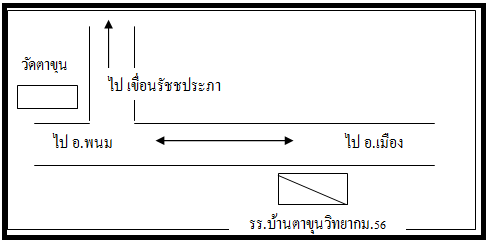 วัดตาขุน
ไป เขื่อนรัชชประภา
ไป อ.พนม
ไป อ.เมือง
รร.บ้านตาขุนวิทยากม.56